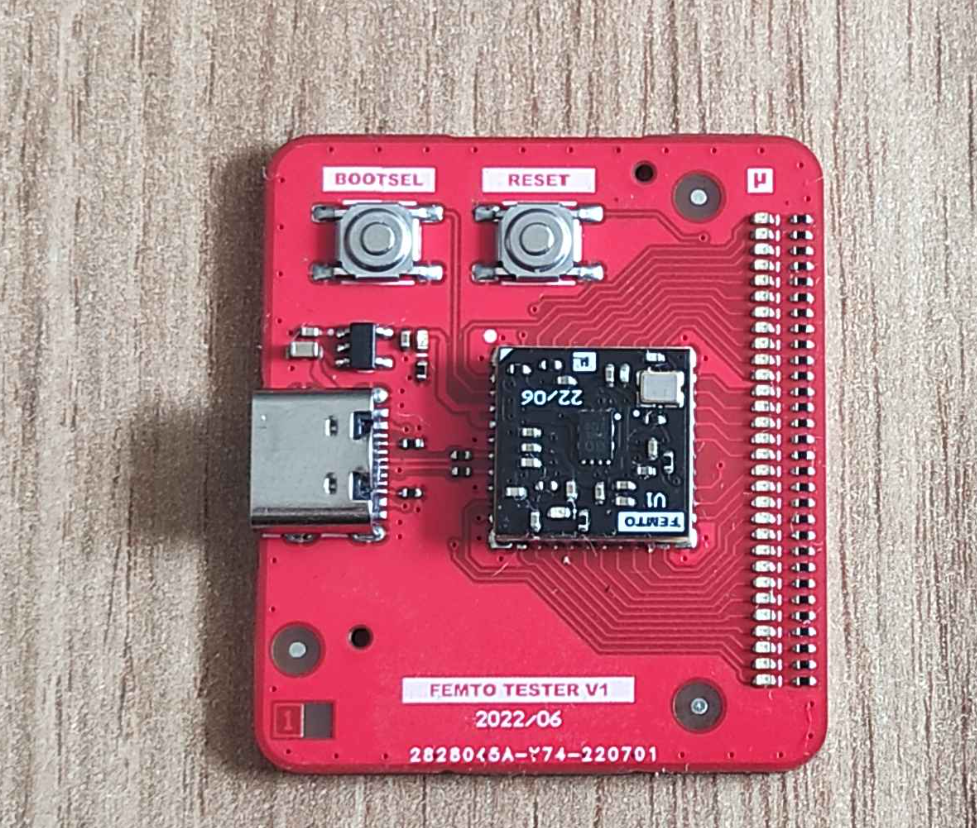 BOOTSEL
RESET
µ
µ
22/06
V1
FEMTO
1
FEMTO TESTER V1
2022/06